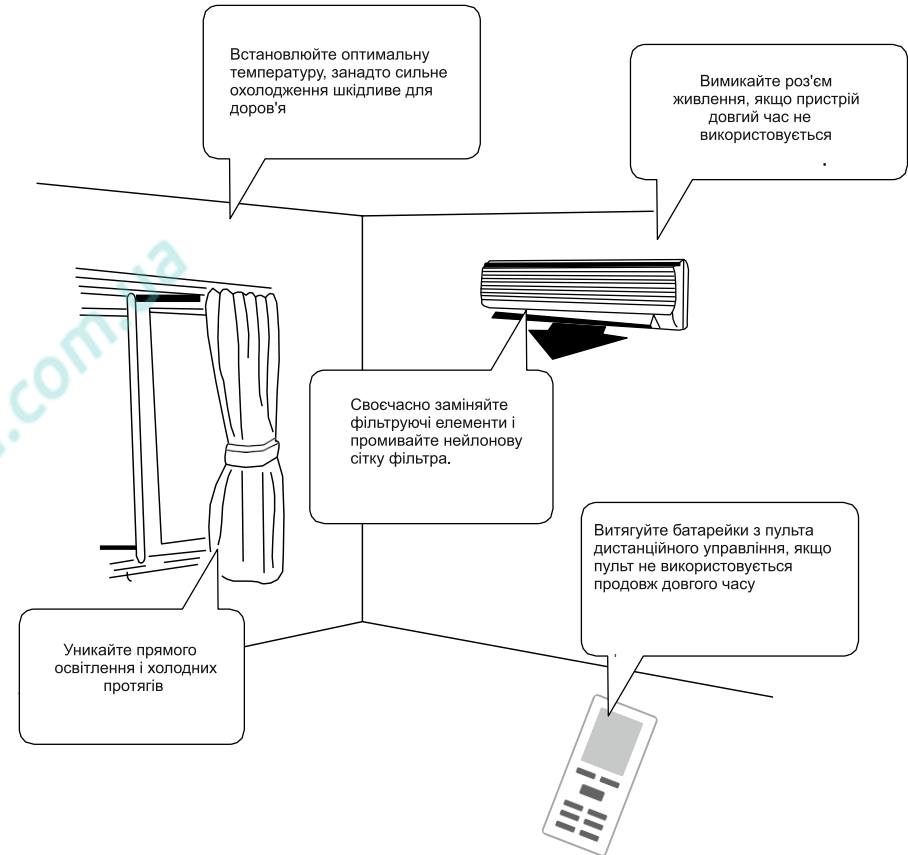 Встановлюйте оптимальну
температуру, занадто сильне
охолодження шкідливе для
доров'я
Вимикайте роз'єм
живлення, якщо пристрій
довгий час не
використовується
.
Своєчасно заміняйте
фільтруючі елементи і
промивайте нейлонову
сітку фільтра.
Витягуйте батарейки з пульта
дистанційного управління, якщо
пульт не використовується
продовж довгого часу
Уникайте прямого
освітлення і холодних
протягів
.com.ua